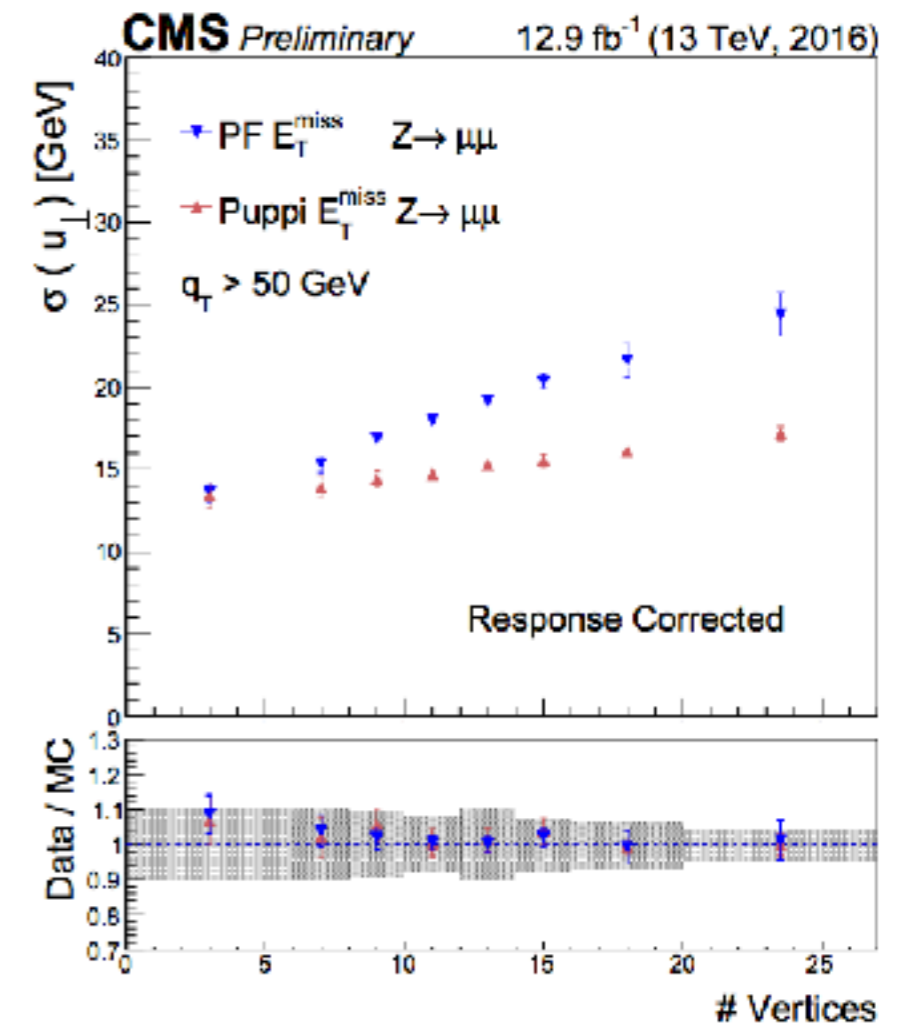 CMS Preliminary 12.9 fb⁻¹ (13 TeV, 2016)
σ ( u⊥ ) [GeV]
40
35
30
25
20
15
10
5
0
PF E_T^miss Z→ μμ
Puppi E_T^miss Z→ μμ
q_T > 50 GeV
Response Corrected
Data / MC
1.3
1.2
1.1
1
0.9
0.8
0.7
0 5 10 15 20 25
# Vertices